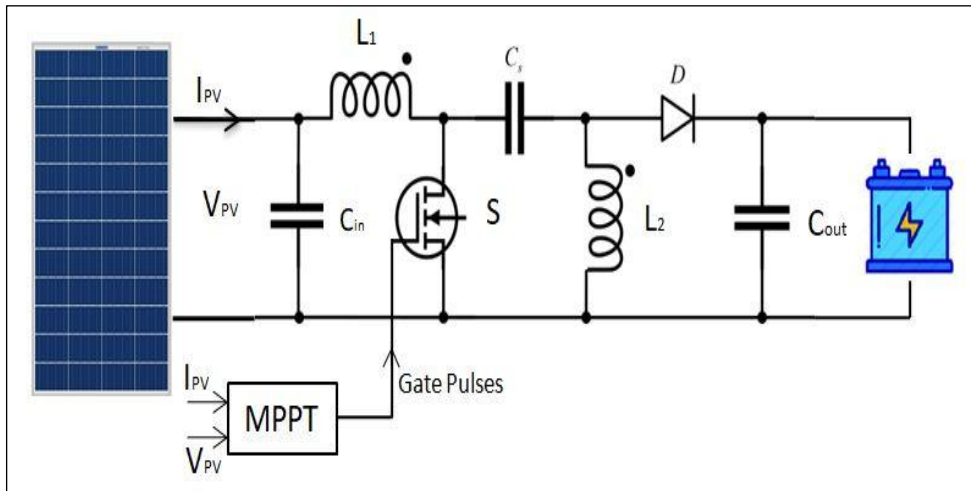 L1
Cs
D
IPV
VPV
Cin
S
L2
Cout
IPV
Gate Pulses
MPPT
VPV